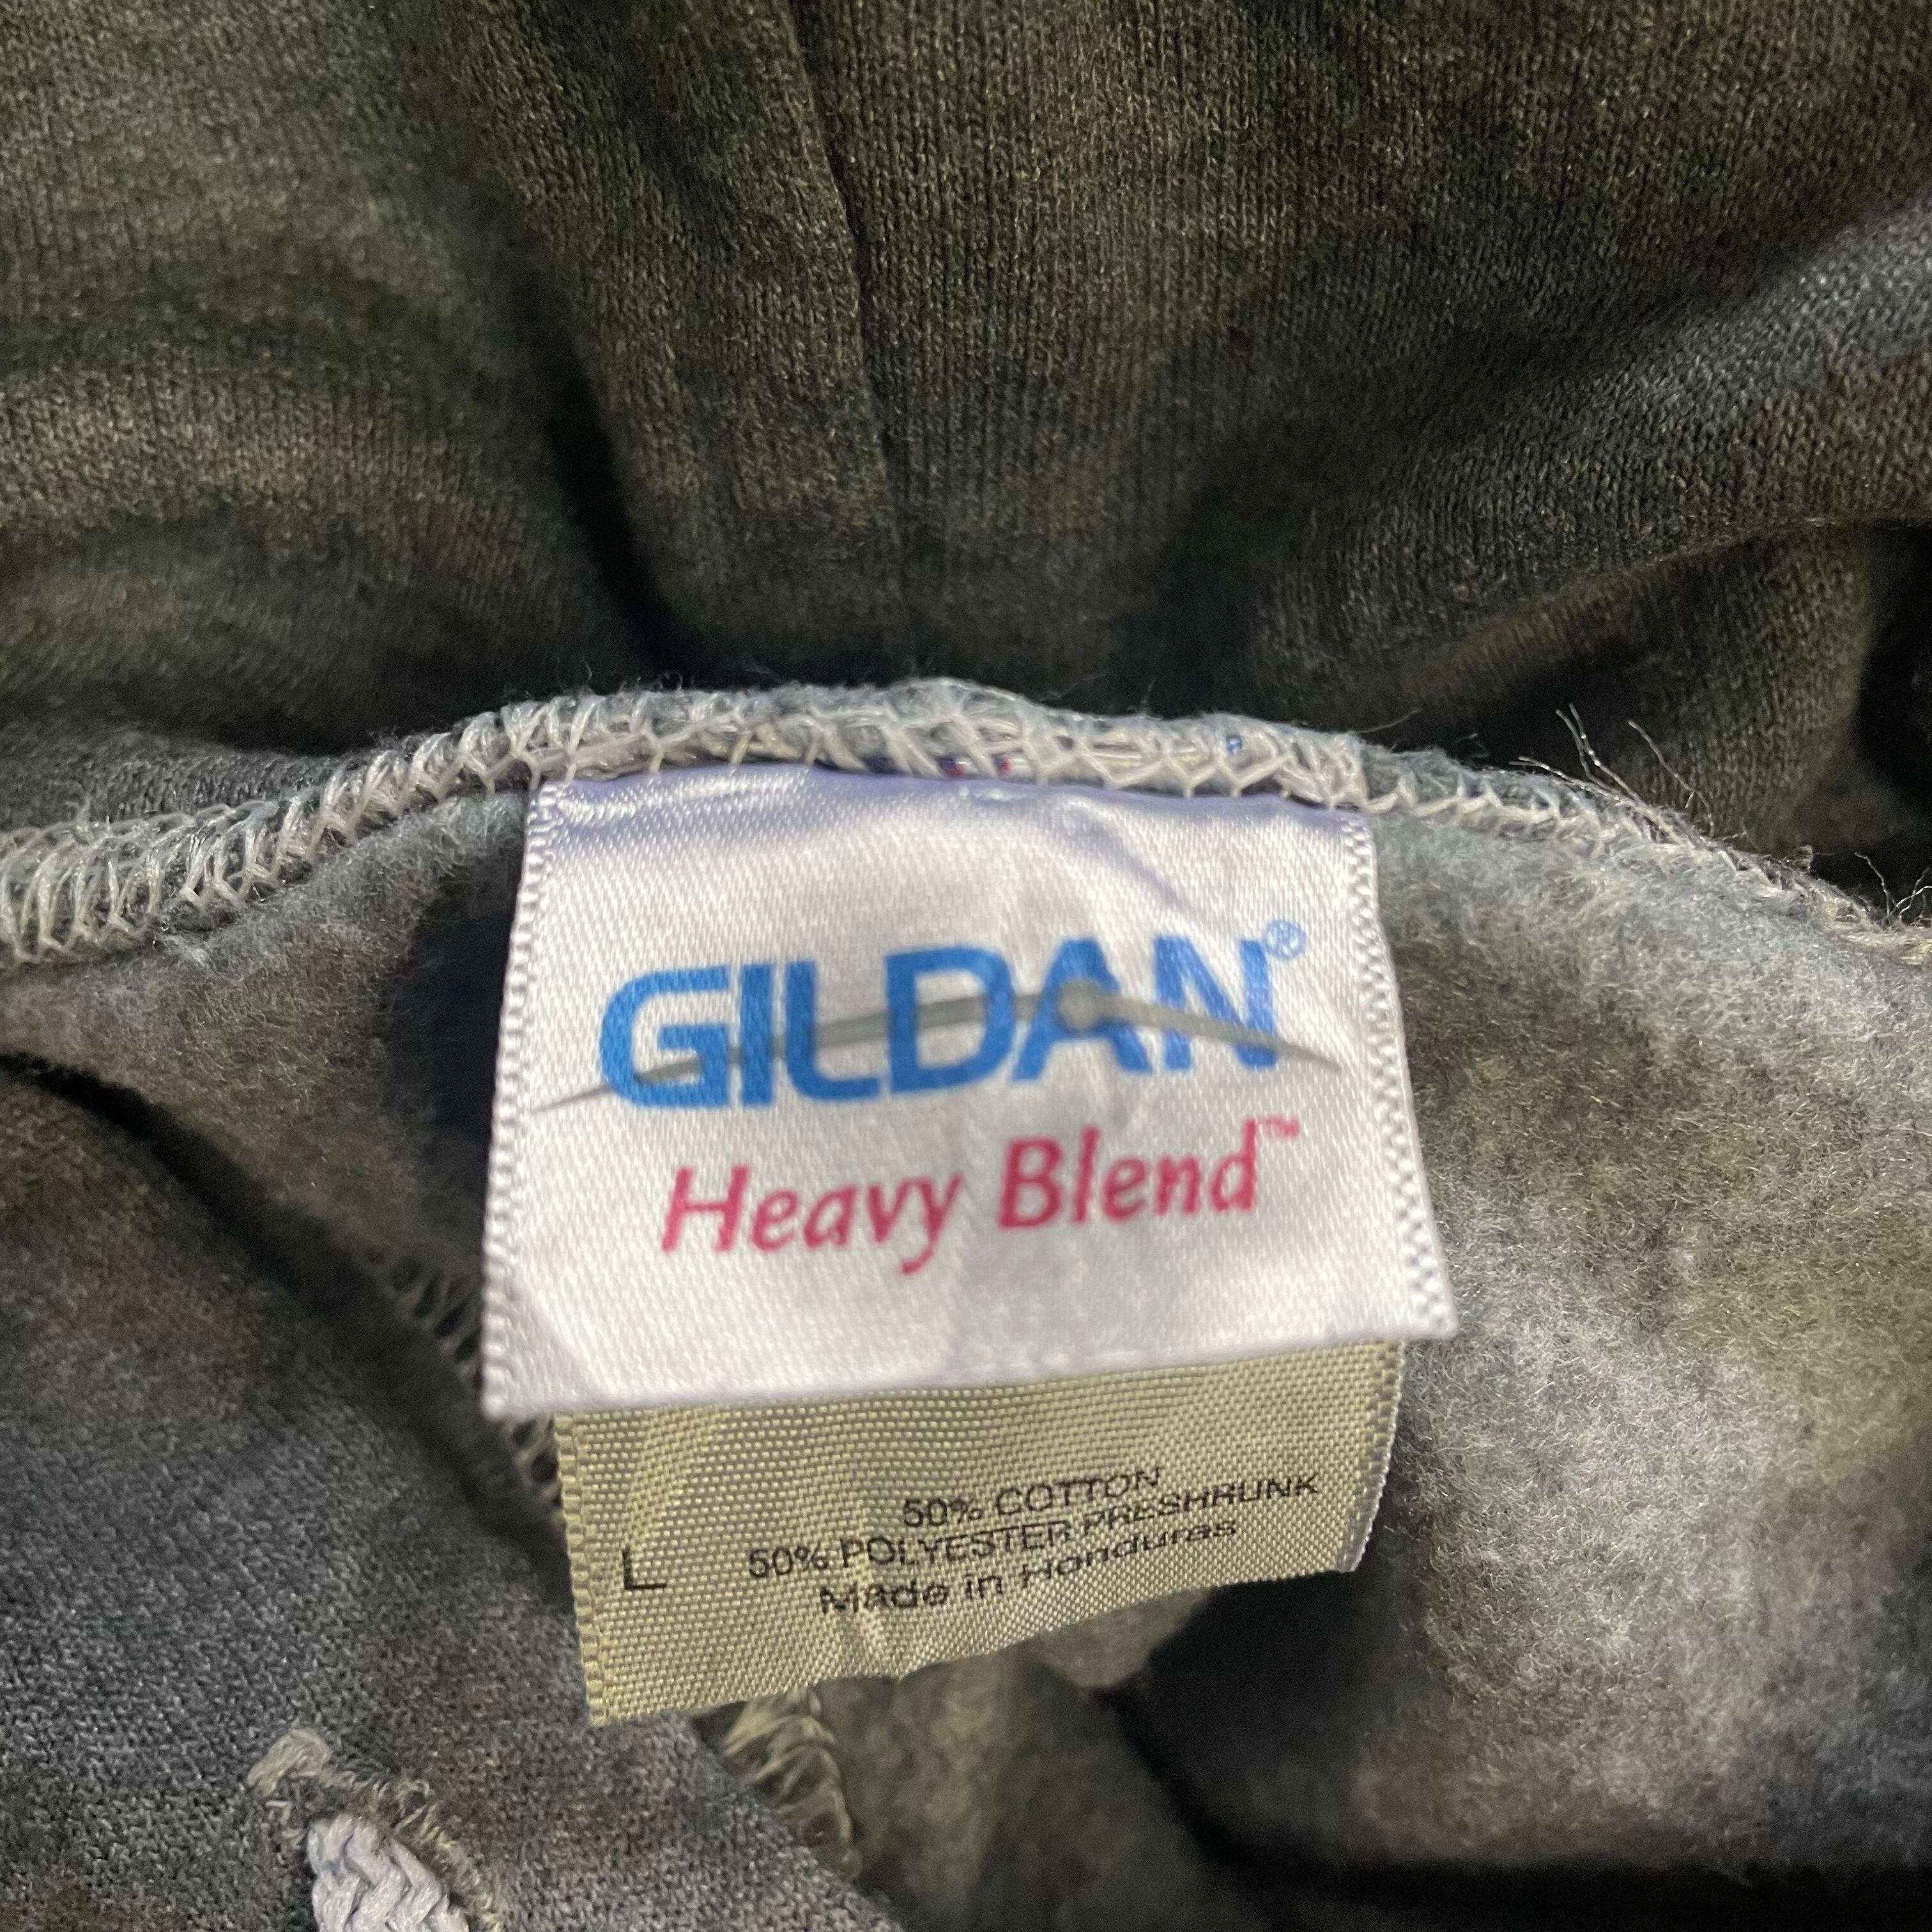 GILDAN®
Heavy Blend™
50% COTTON
50% POLYESTER PRESHRUNK
L
Made in Honduras